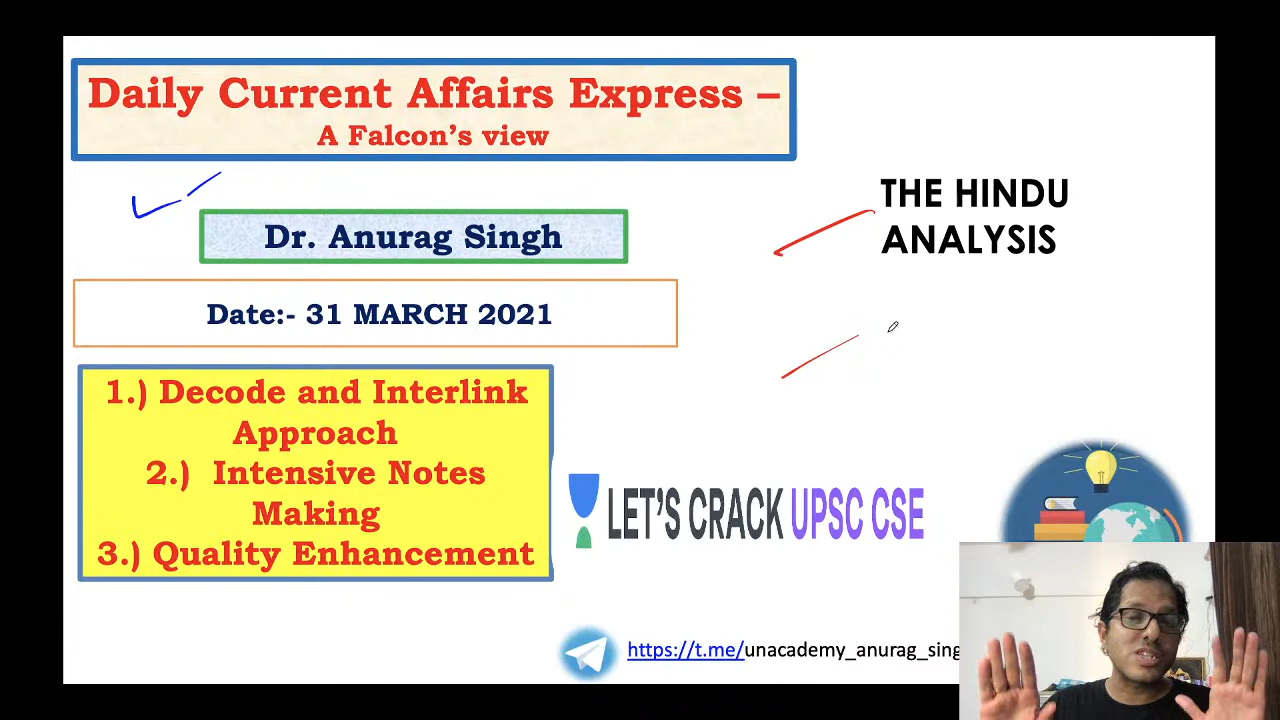 Daily Current Affairs Express –
A Falcon's view
Dr. Anurag Singh
THE HINDU
ANALYSIS
Date:- 31 MARCH 2021
1.) Decode and Interlink
Approach
2.) Intensive Notes
Making
3.) Quality Enhancement
LET'S CRACK UPSC CSE
https://t.me/unacademy_anurag_sing